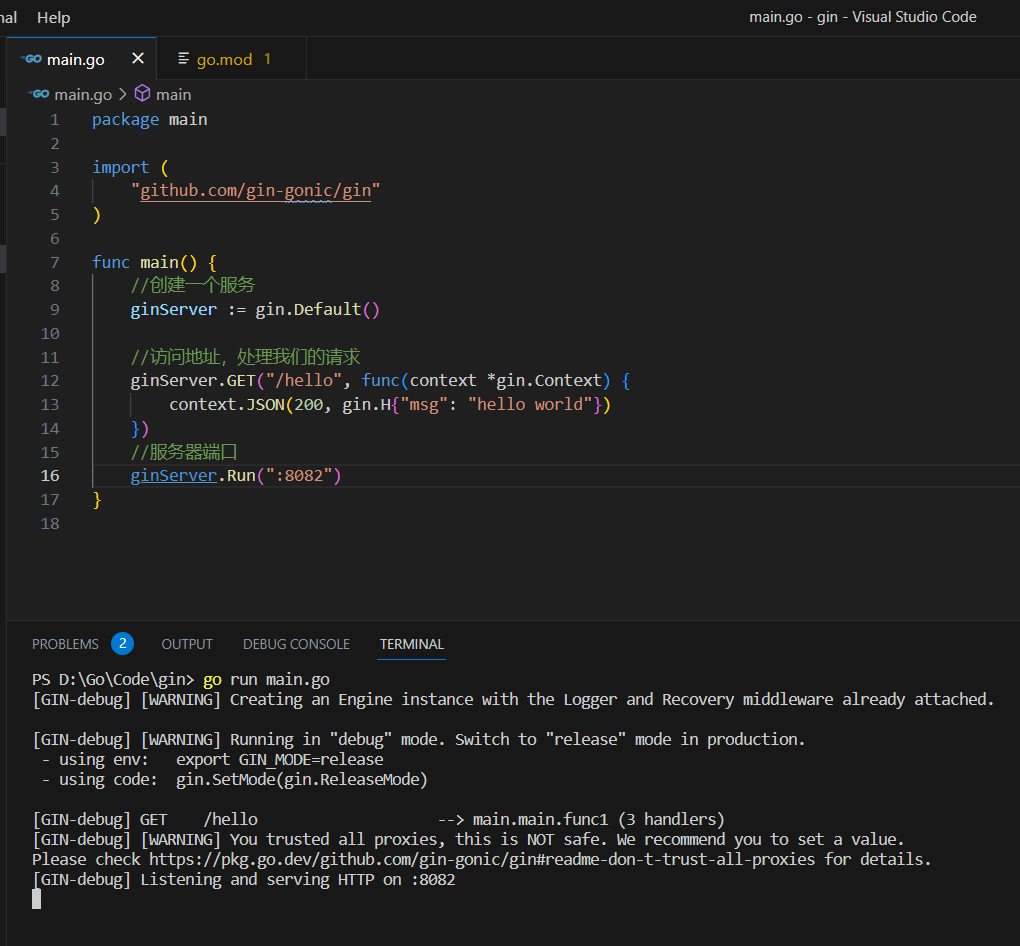 nal Help main.go - gin - Visual Studio Code
GO main.go × go.mod 1
GO main.go > main
1 package main
2
3 import (
4     "github.com/gin-gonic/gin"
5 )
6
7 func main() {
8     //创建一个服务
9     ginServer := gin.Default()
10
11     //访问地址，处理我们的请求
12     ginServer.GET("/hello", func(context *gin.Context) {
13         context.JSON(200, gin.H{"msg": "hello world"})
14     })
15     //服务器端口
16     ginServer.Run(":8082")
17 }
18
PROBLEMS 2 OUTPUT DEBUG CONSOLE TERMINAL
PS D:\Go\Code\gin> go run main.go
[GIN-debug] [WARNING] Creating an Engine instance with the Logger and Recovery middleware already attached.

[GIN-debug] [WARNING] Running in "debug" mode. Switch to "release" mode in production.
 - using env:   export GIN_MODE=release
 - using code:  gin.SetMode(gin.ReleaseMode)

[GIN-debug] GET    /hello                    --> main.main.func1 (3 handlers)
[GIN-debug] [WARNING] You trusted all proxies, this is NOT safe. We recommend you to set a value.
Please check https://pkg.go.dev/github.com/gin-gonic/gin#readme-don-t-trust-all-proxies for details.
[GIN-debug] Listening and serving HTTP on :8082